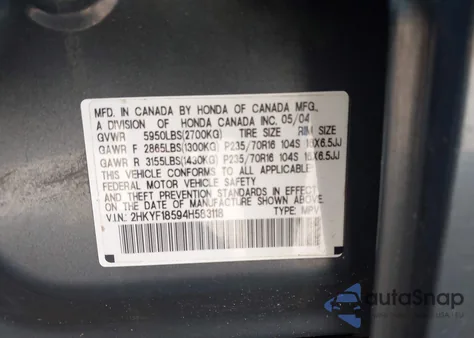 MFD. IN CANADA BY HONDA OF CANADA MFG.,
A DIVISION OF HONDA CANADA INC. 05/04
GVWR 5950LBS(2700KG) TIRE SIZE RIM SIZE
GAWR F 2865LBS(1300KG) P235/70R16 104S 16X6.5JJ
GAWR R 3155LBS(1430KG) P235/70R16 104S 16X6.5JJ
THIS VEHICLE CONFORMS TO ALL APPLICABLE
FEDERAL MOTOR VEHICLE SAFETY
AND THEFT PREVENTION STANDARDS IN EFFECT
ON THE DATE OF MANUFACTURE SHOWN ABOVE.
V.I.N.: 2HKYF18594H583118 TYPE: MPV
autoSnap